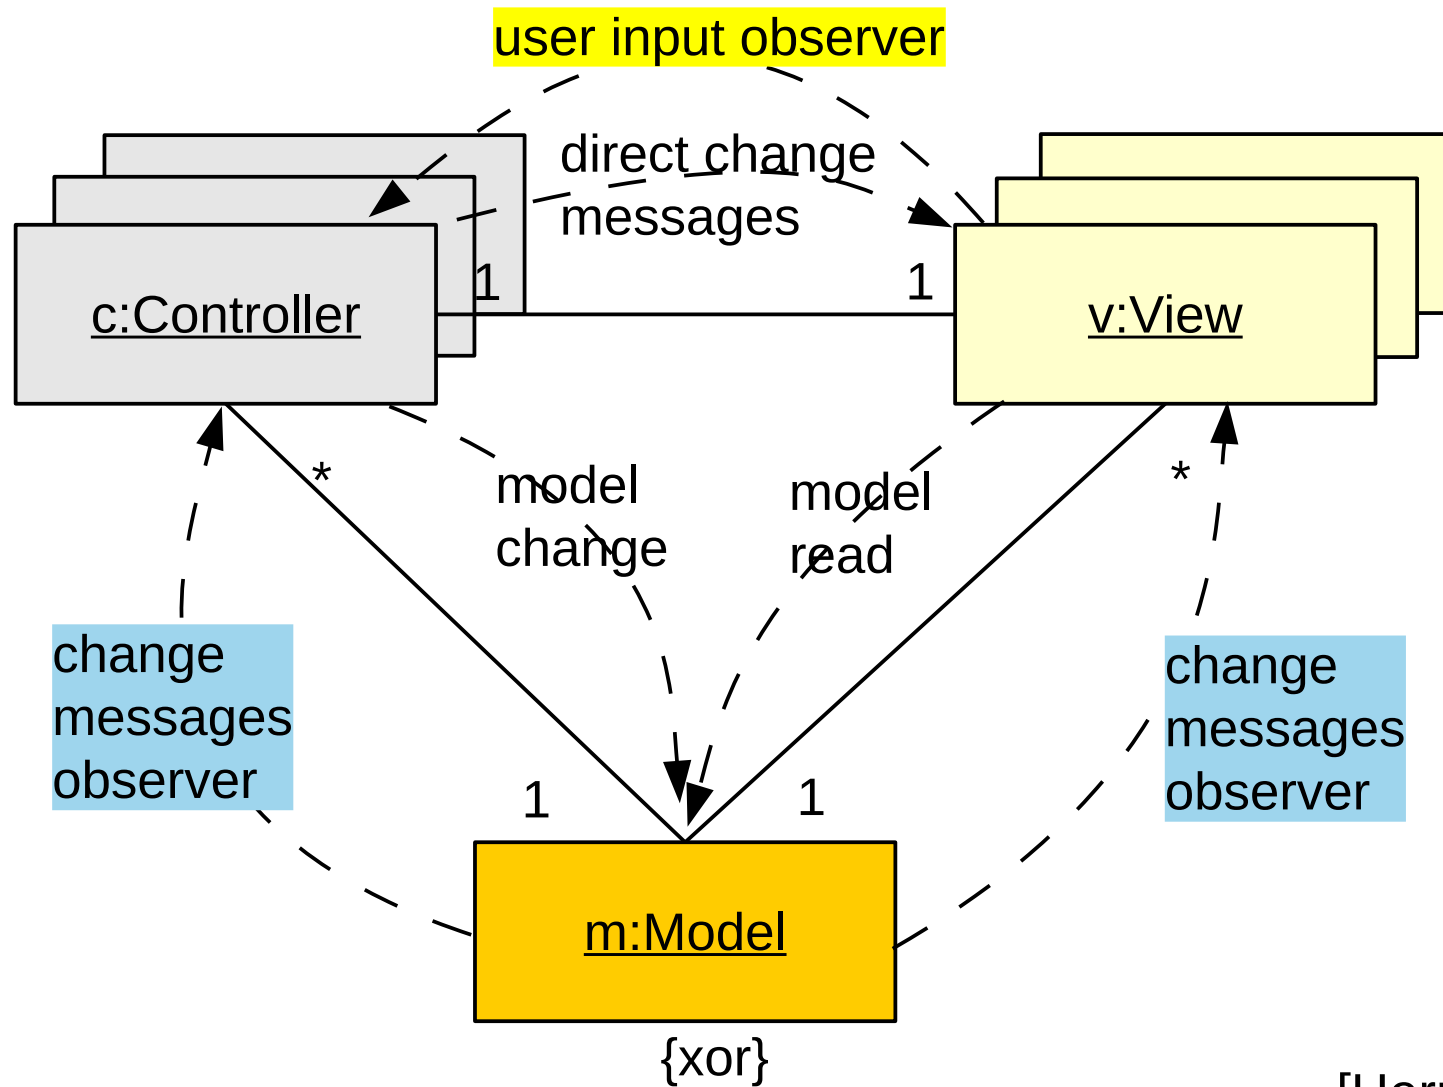 user input observer
direct change
messages
1
1
c:Controller
v:View
*
*
model
change
model
read
change
messages
observer
change
messages
observer
1
1
m:Model
{xor}